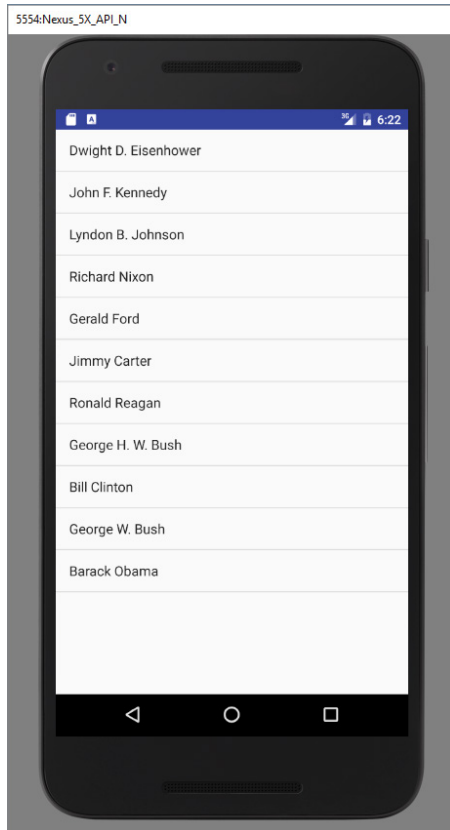 5554:Nexus_5X_API_N
A
3G 6:22
Dwight D. Eisenhower
John F. Kennedy
Lyndon B. Johnson
Richard Nixon
Gerald Ford
Jimmy Carter
Ronald Reagan
George H. W. Bush
Bill Clinton
George W. Bush
Barack Obama